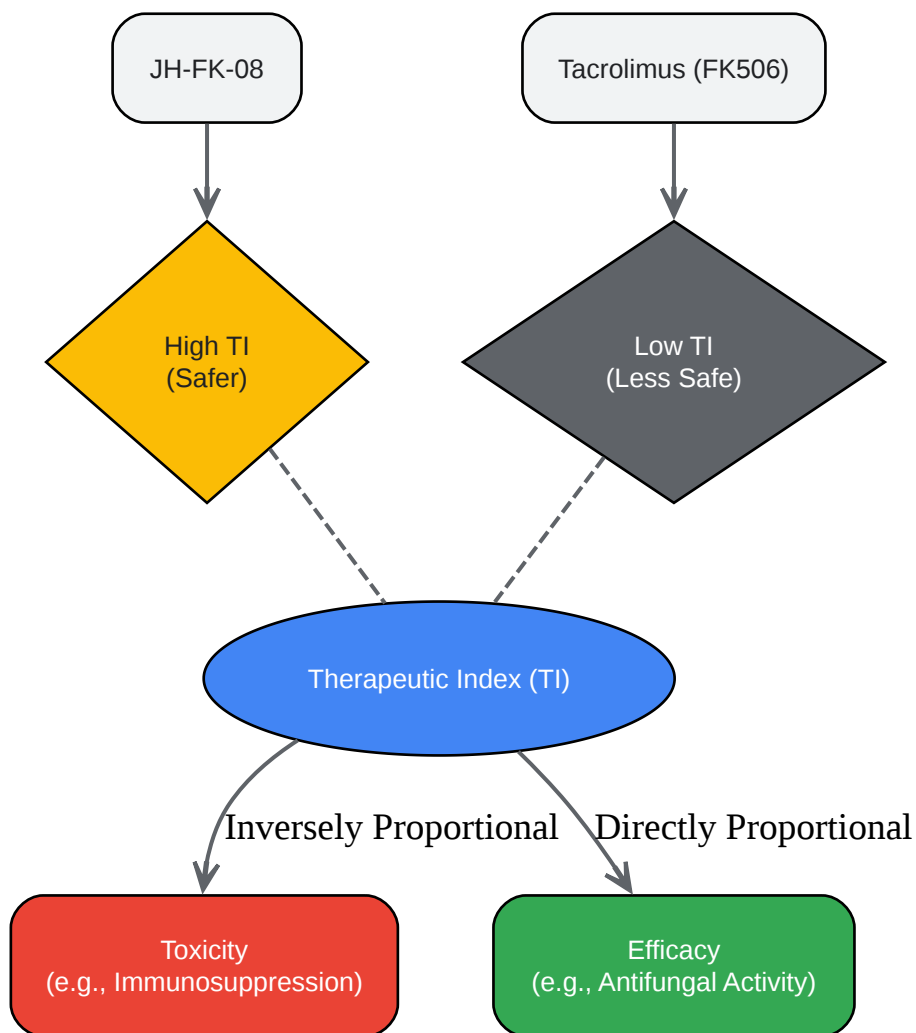 JH-FK-08
Tacrolimus (FK506)
High TI
(Safer)
Low TI
(Less Safe)
Therapeutic Index (TI)
Inversely Proportional
Directly Proportional
Toxicity
(e.g., Immunosuppression)
Efficacy
(e.g., Antifungal Activity)